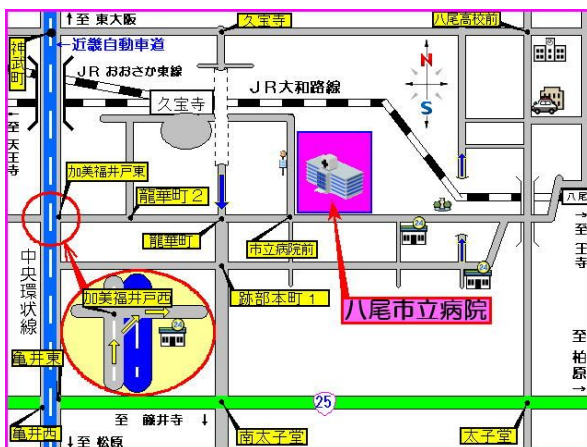 ↑至 東大阪
久宝寺
八尾高校前
神武町
←近畿自動車道
N
JRおおさか東線
JR大和路線
S
久宝寺
←至 天王寺
加美福井戸東
龍華町2
八尾
龍華町
市立病院前
24
至 王寺→
中央環状線
加美福井戸西
跡部本町1
24
八尾市立病院
24
至 柏原→
亀井東
25
亀井西
至 藤井寺 ↓
南太子堂
太子堂
↓至 松原